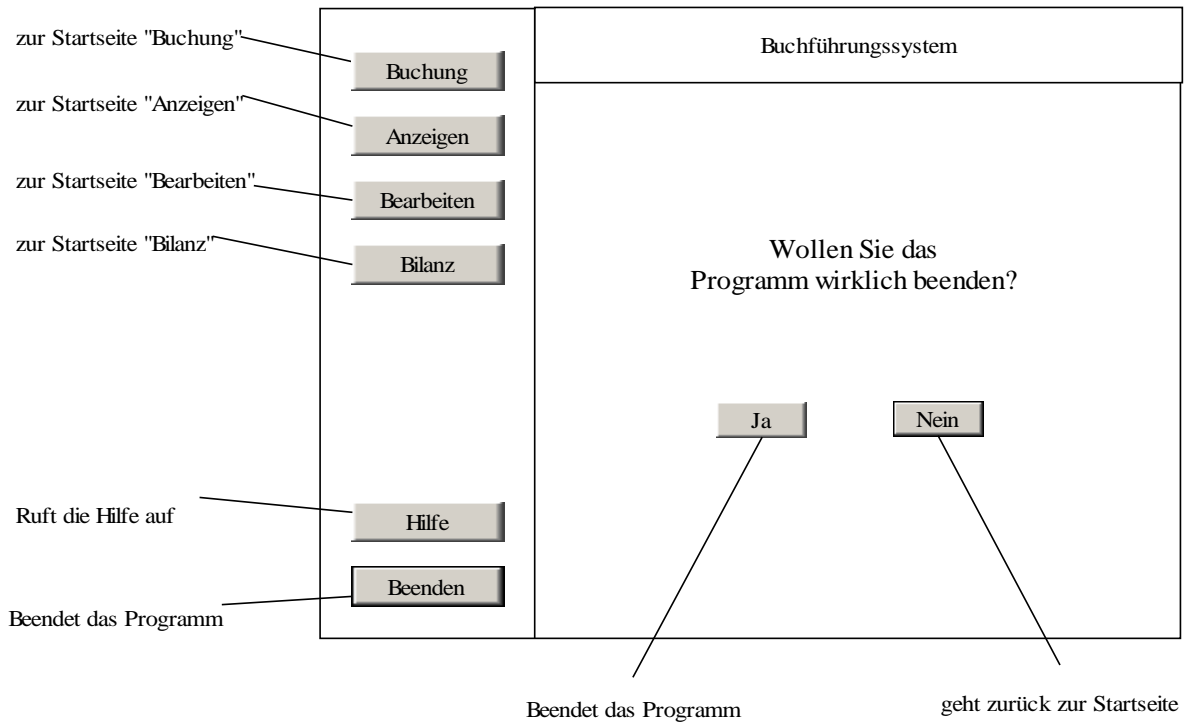 zur Startseite "Buchung"
Buchung
Buchführungssystem
zur Startseite "Anzeigen"
Anzeigen
zur Startseite "Bearbeiten"
Bearbeiten
zur Startseite "Bilanz"
Bilanz
Wollen Sie das
Programm wirklich beenden?
Ja
Nein
Ruft die Hilfe auf
Hilfe
Beenden
Beendet das Programm
Beendet das Programm
geht zurück zur Startseite